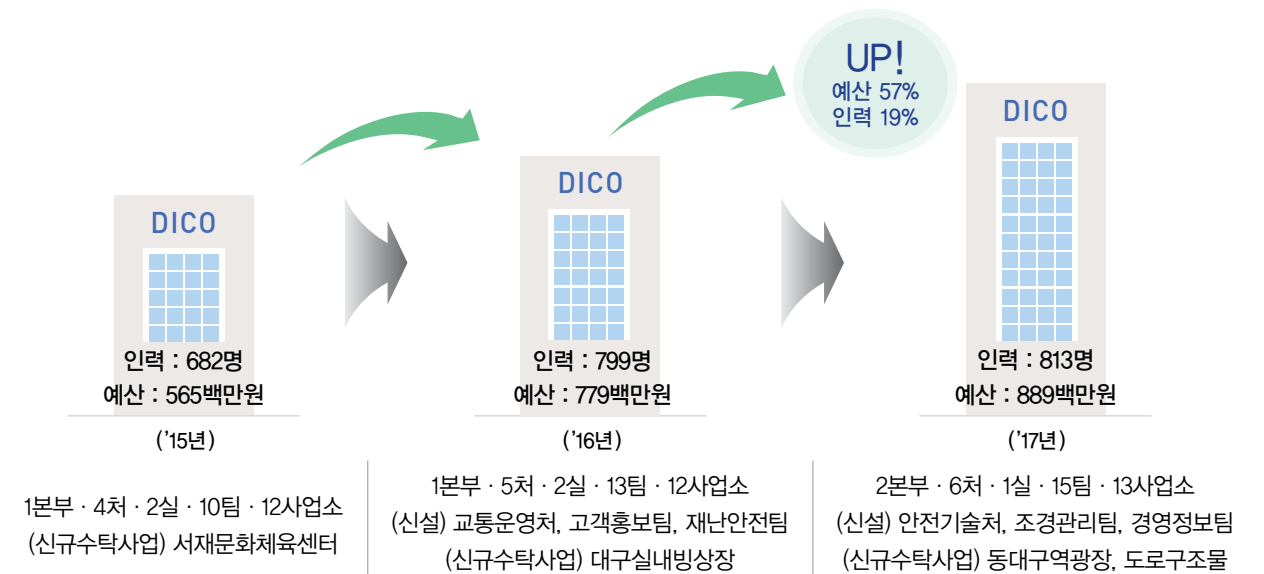 UP!
예산 57%
인력 19%
DICO
인력 : 682명
예산 : 565백만원
('15년)
1본부 · 4처 · 2실 · 10팀 · 12사업소
(신규수탁사업) 서재문화체육센터
DICO
인력 : 799명
예산 : 779백만원
('16년)
1본부 · 5처 · 2실 · 13팀 · 12사업소
(신설) 교통운영처, 고객홍보팀, 재난안전팀
(신규수탁사업) 대구실내빙상장
DICO
인력 : 813명
예산 : 889백만원
('17년)
2본부 · 6처 · 1실 · 15팀 · 13사업소
(신설) 안전기술처, 조경관리팀, 경영정보팀
(신규수탁사업) 동대구역광장, 도로구조물